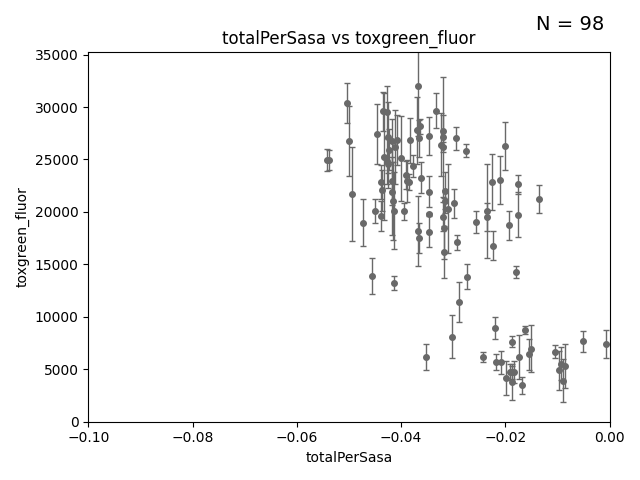 N = 98
totalPerSasa vs toxgreen_fluor
35000
30000
25000
20000
15000
10000
5000
0
toxgreen_fluor
−0.10 −0.08 −0.06 −0.04 −0.02 0.00
totalPerSasa